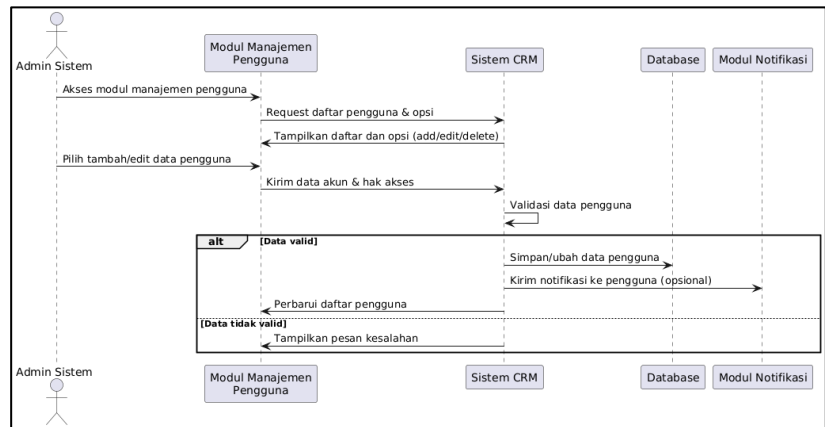 Admin Sistem
Modul Manajemen
Pengguna
Sistem CRM
Database
Modul Notifikasi
Akses modul manajemen pengguna
Request daftar pengguna & opsi
Tampilkan daftar dan opsi (add/edit/delete)
Pilih tambah/edit data pengguna
Kirim data akun & hak akses
Validasi data pengguna
alt
[Data valid]
Simpan/ubah data pengguna
Kirim notifikasi ke pengguna (opsional)
Perbarui daftar pengguna
[Data tidak valid]
Tampilkan pesan kesalahan
Admin Sistem
Modul Manajemen
Pengguna
Sistem CRM
Database
Modul Notifikasi